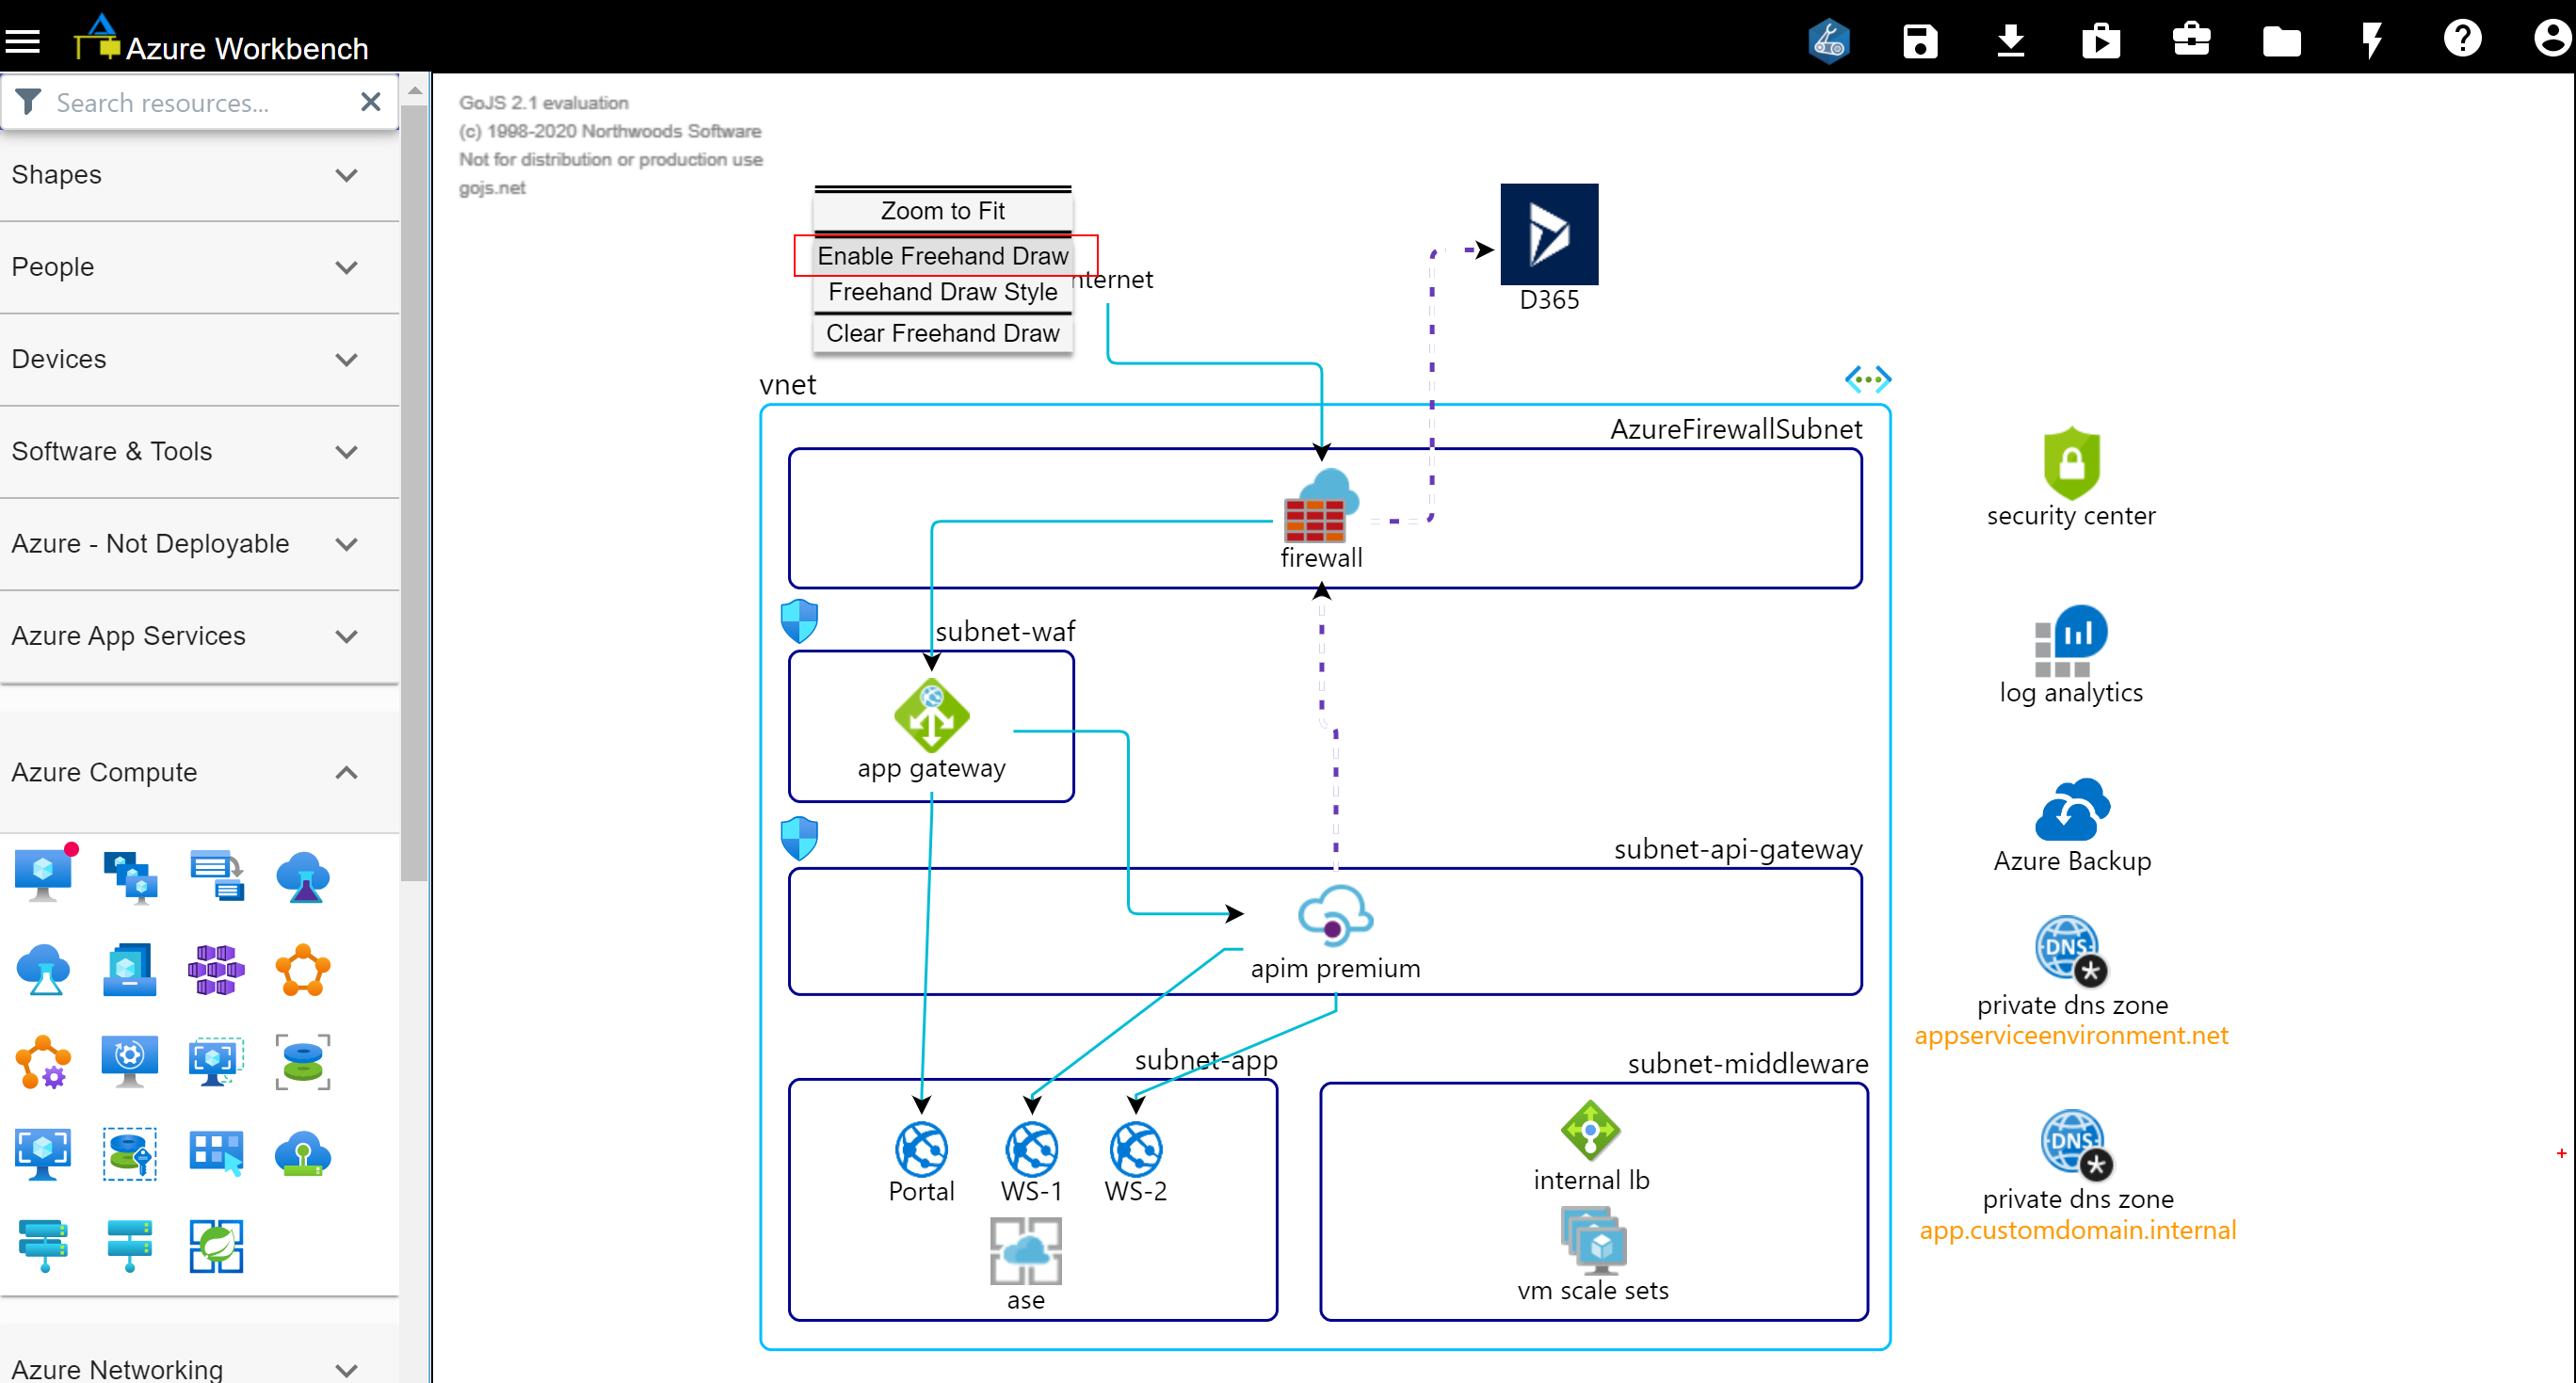 Azure Workbench
Search resources...
Shapes
People
Devices
Software & Tools
Azure - Not Deployable
Azure App Services
Azure Compute
Azure Networking
GoJS 2.1 evaluation
(c) 1998-2020 Northwoods Software
Not for distribution or production use
gojs.net
Zoom to Fit
Enable Freehand Draw
Freehand Draw Style
Clear Freehand Draw
nternet
D365
vnet
AzureFirewallSubnet
firewall
subnet-waf
app gateway
subnet-api-gateway
apim premium
subnet-app
Portal
WS-1
WS-2
ase
subnet-middleware
internal lb
vm scale sets
security center
log analytics
Azure Backup
DNS
private dns zone
appserviceenvironment.net
DNS
private dns zone
app.customdomain.internal